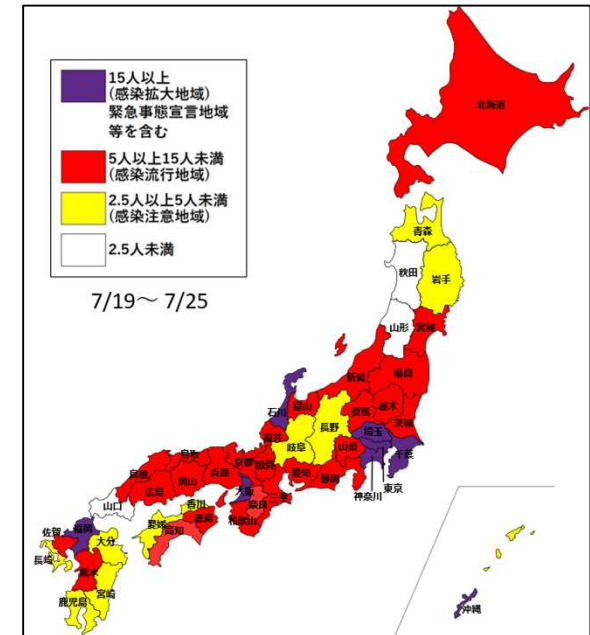 15人以上
(感染拡大地域)
緊急事態宣言地域
等を含む
5人以上15人未満
(感染流行地域)
2.5人以上5人未満
(感染注意地域)
2.5人未満
7/19～ 7/25
北海道
青森
秋田
岩手
山形
宮城
新潟
福島
石川
富山
群馬
栃木
福井
長野
埼玉
茨城
岐阜
山梨
千葉
鳥取
京都
滋賀
愛知
静岡
神奈川
東京
島根
岡山
兵庫
広島
大阪
奈良
三重
山口
香川
和歌山
徳島
愛媛
高知
佐賀
福岡
大分
長崎
熊本
宮崎
鹿児島
沖縄